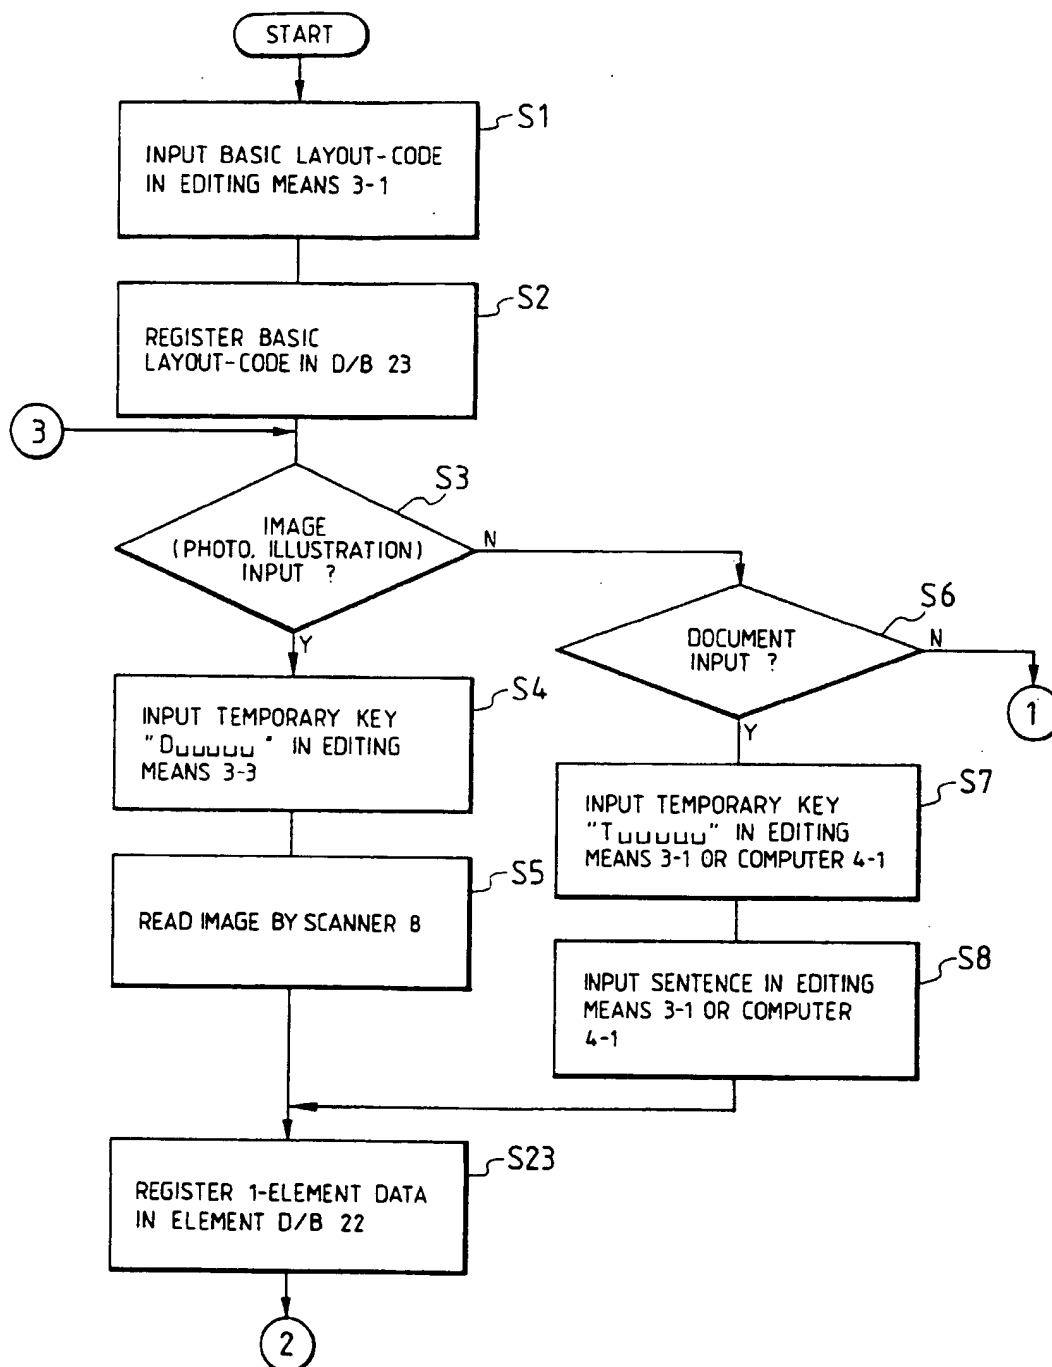 START
S1
INPUT BASIC LAYOUT-CODE
IN EDITING MEANS 3-1
S2
REGISTER BASIC
LAYOUT-CODE IN D/B 23
3
S3
IMAGE
(PHOTO. ILLUSTRATION)
INPUT ?
N
Y
S6
DOCUMENT
INPUT ?
N
Y
1
S4
INPUT TEMPORARY KEY
"D␣␣␣␣␣" IN EDITING
MEANS 3-3
S7
INPUT TEMPORARY KEY
"T␣␣␣␣␣" IN EDITING
MEANS 3-1 OR COMPUTER 4-1
S5
READ IMAGE BY SCANNER 8
S8
INPUT SENTENCE IN EDITING
MEANS 3-1 OR COMPUTER
4-1
S23
REGISTER 1-ELEMENT DATA
IN ELEMENT D/B 22
2